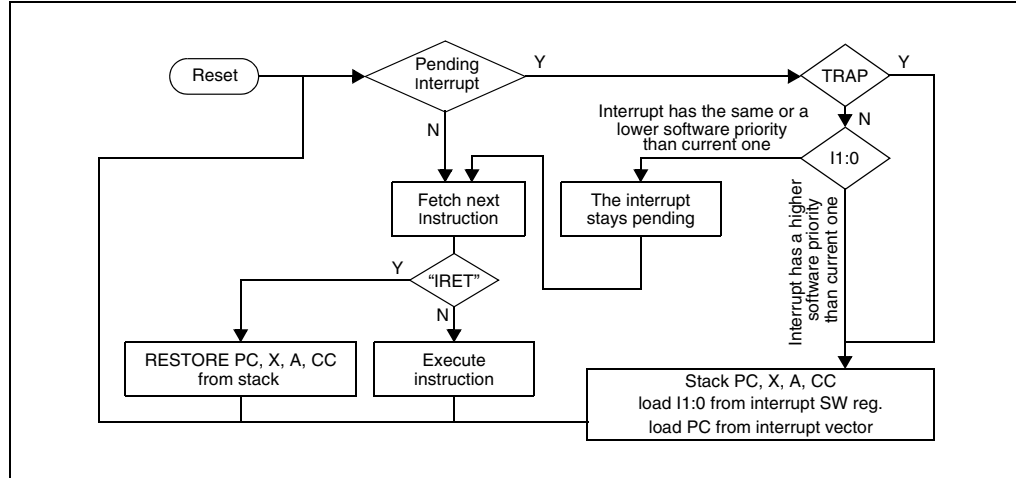 Reset
Pending
Interrupt
Y
TRAP
Y
N
N
Interrupt has the same or a
lower software priority
than current one
I1:0
Fetch next
Instruction
The interrupt
stays pending
Interrupt has a higher
software priority
than current one
Y
“IRET”
N
RESTORE PC, X, A, CC
from stack
Execute
instruction
Stack PC, X, A, CC
load I1:0 from interrupt SW reg.
load PC from interrupt vector